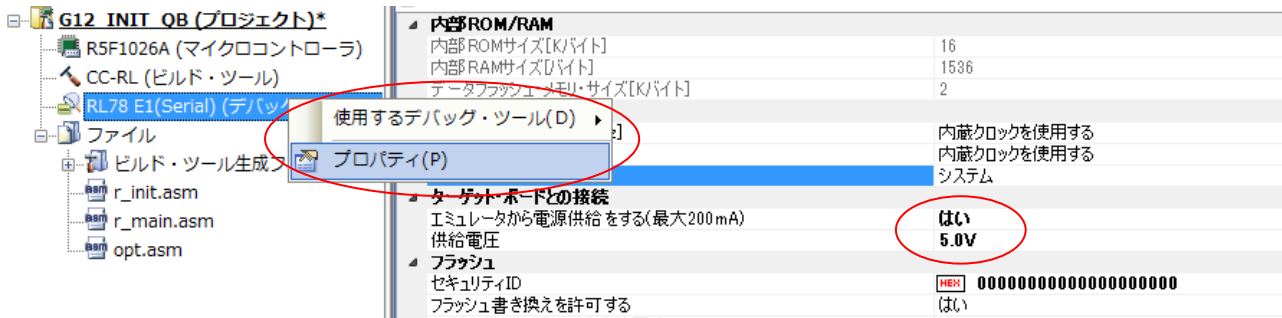 G12_INIT_QB (プロジェクト)*
R5F1026A (マイクロコントローラ)
CC-RL (ビルド・ツール)
RL78 E1(Serial) (デバッグ
ファイル
ビルド・ツール生成フ
r_init.asm
r_main.asm
opt.asm
使用するデバッグ・ツール(D)
プロパティ(P)
内部ROM/RAM
内部ROMサイズ[Kバイト] 16
内部RAMサイズ[バイト] 1536
データフラッシュ・メモリ・サイズ[Kバイト] 2
内蔵クロックを使用する
内蔵クロックを使用する
システム
ターゲット・ボードとの接続
エミュレータから電源供給をする(最大200mA) はい
供給電圧 5.0V
フラッシュ
セキュリティID HEX 00000000000000000000
フラッシュ書き換えを許可する はい